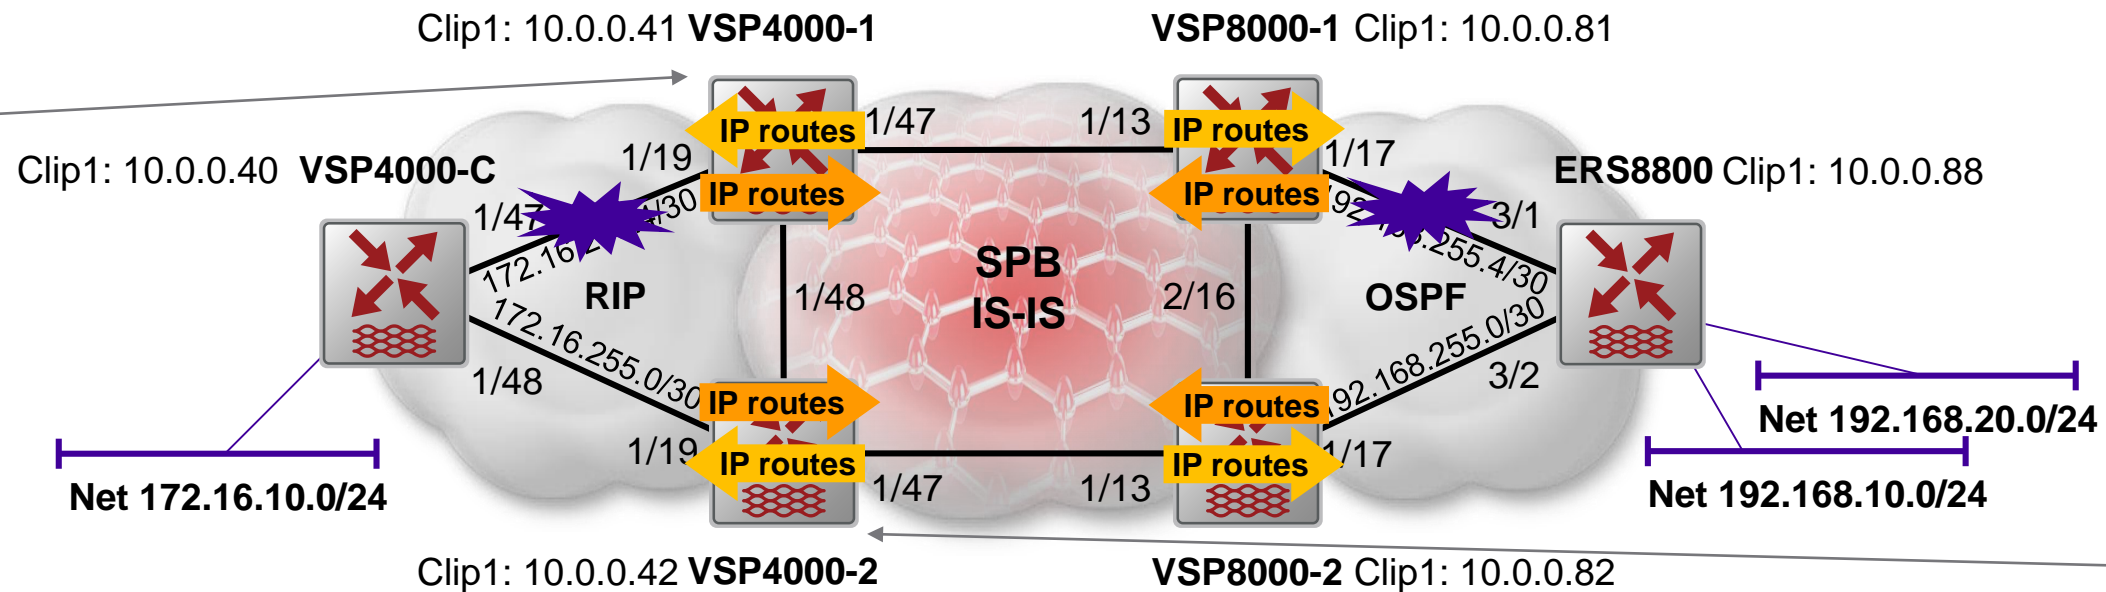 Clip1: 10.0.0.41 VSP4000-1
VSP8000-1 Clip1: 10.0.0.81
IP routes
1/47
1/13
IP routes
1/19
1/17
Clip1: 10.0.0.40 VSP4000-C
ERS8800 Clip1: 10.0.0.88
IP routes
IP routes
1/47
3/1
172.16.
/30
.255.4/30
SPB
IS-IS
RIP
1/48
2/16
OSPF
172.16.255.0/30
192.168.255.0/30
1/48
3/2
IP routes
IP routes
Net 192.168.20.0/24
1/19
IP routes
IP routes
1/17
Net 172.16.10.0/24
1/47
1/13
Net 192.168.10.0/24
Clip1: 10.0.0.42 VSP4000-2
VSP8000-2 Clip1: 10.0.0.82